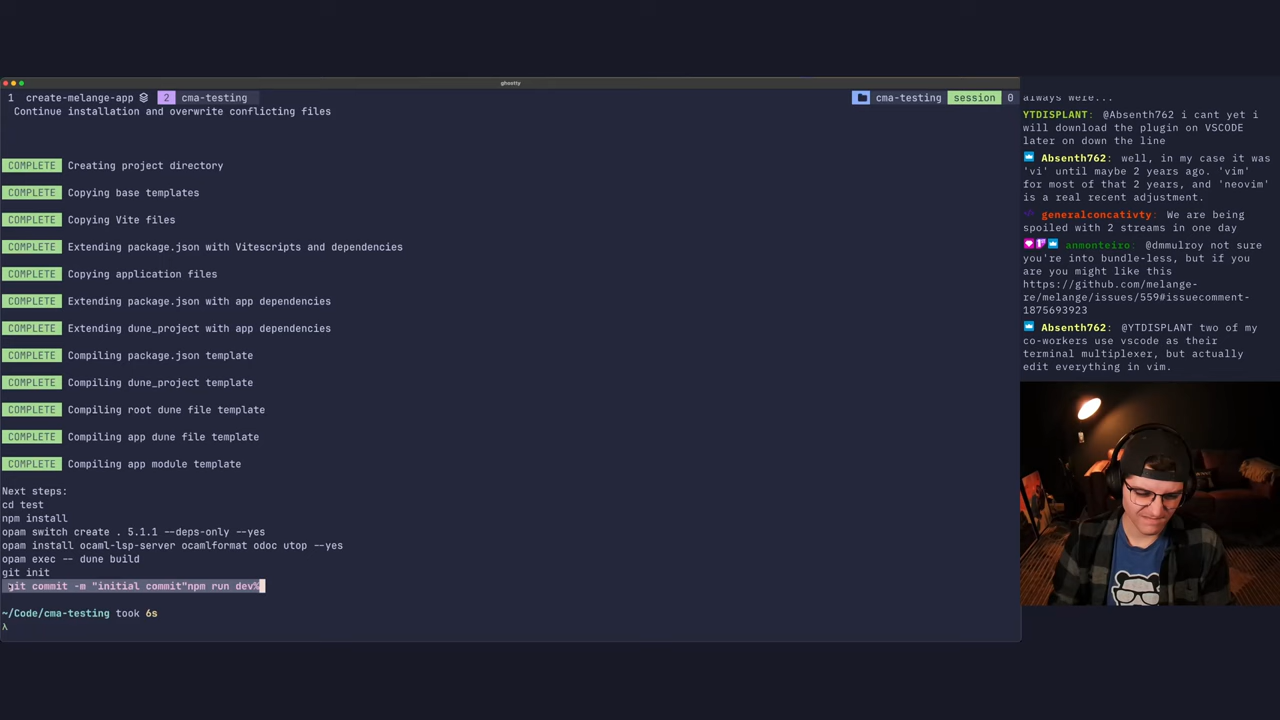 ghostty
1 create-melange-app 2 cma-testing cma-testing session 0
Continue installation and overwrite conflicting files
COMPLETE Creating project directory
COMPLETE Copying base templates
COMPLETE Copying Vite files
COMPLETE Extending package.json with Vitescripts and dependencies
COMPLETE Copying application files
COMPLETE Extending package.json with app dependencies
COMPLETE Extending dune_project with app dependencies
COMPLETE Compiling package.json template
COMPLETE Compiling dune_project template
COMPLETE Compiling root dune file template
COMPLETE Compiling app dune file template
COMPLETE Compiling app module template
Next steps:
cd test
npm install
opam switch create . 5.1.1 --deps-only --yes
opam install ocaml-lsp-server ocamlformat odoc utop --yes
opam exec -- dune build
git init
git commit -m "initial commit"npm run dev%
~/Code/cma-testing took 6s
λ
always were...
YTDISPLANT: @Absenth762 i cant yet i
will download the plugin on VSCODE
later on down the line
Absenth762: well, in my case it was
'vi' until maybe 2 years ago. 'vim'
for most of that 2 years, and 'neovim'
is a real recent adjustment.
generalconcativty: We are being
spoiled with 2 streams in one day
anmonteiro: @dmmulroy not sure
you're into bundle-less, but if you
are you might like this
https://github.com/melange-
re/melange/issues/559#issuecomment-
1875693923
Absenth762: @YTDISPLANT two of my
co-workers use vscode as their
terminal multiplexer, but actually
edit everything in vim.